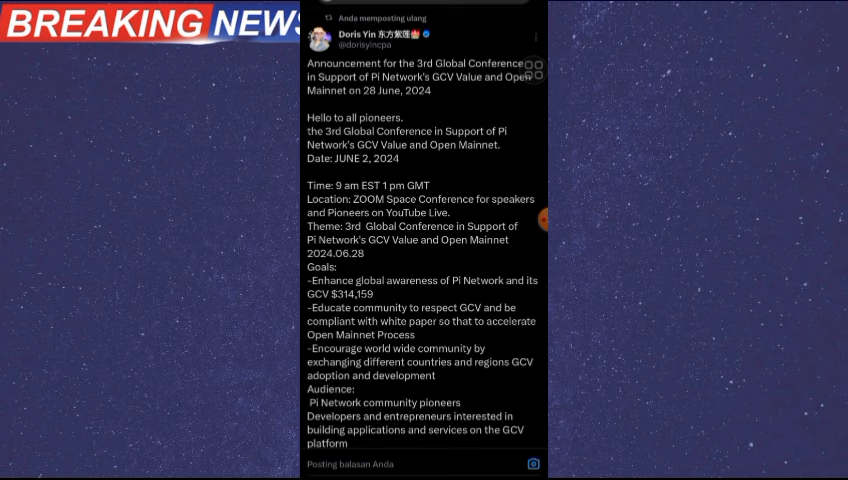 BREAKING NEWS
Anda memposting ulang
Doris Yin 东方紫莲
@dorisyincpa
Announcement for the 3rd Global Conference
in Support of Pi Network's GCV Value and Open
Mainnet on 28 June, 2024
Hello to all pioneers.
the 3rd Global Conference in Support of Pi
Network's GCV Value and Open Mainnet.
Date: JUNE 2, 2024
Time: 9 am EST 1 pm GMT
Location: ZOOM Space Conference for speakers
and Pioneers on YouTube Live.
Theme: 3rd Global Conference in Support of
Pi Network's GCV Value and Open Mainnet
2024.06.28
Goals:
-Enhance global awareness of Pi Network and its
GCV $314,159
-Educate community to respect GCV and be
compliant with white paper so that to accelerate
Open Mainnet Process
-Encourage world wide community by
exchanging different countries and regions GCV
adoption and development
Audience:
Pi Network community pioneers
Developers and entrepreneurs interested in
building applications and services on the GCV
platform
Posting balasan Anda